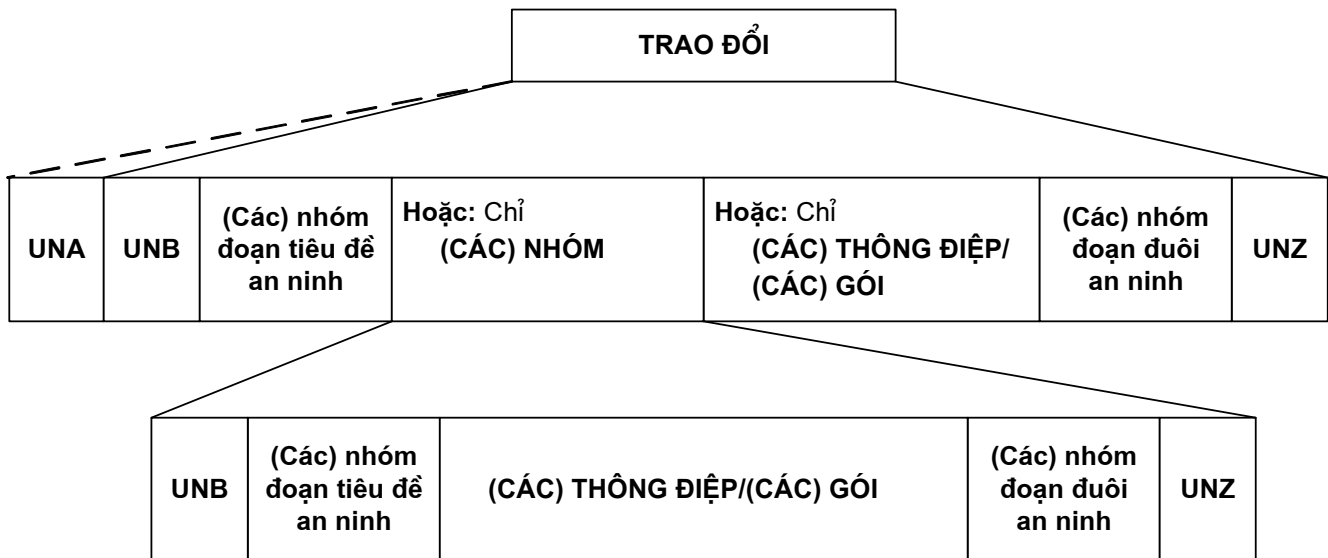 TRAO ĐỔI
UNA
UNB
(Các) nhóm
đoạn tiêu đề
an ninh
Hoặc: Chỉ
(CÁC) NHÓM
Hoặc: Chỉ
(CÁC) THÔNG ĐIỆP/
(CÁC) GÓI
(Các) nhóm
đoạn đuôi
an ninh
UNZ
UNB
(Các) nhóm
đoạn tiêu đề
an ninh
(CÁC) THÔNG ĐIỆP/(CÁC) GÓI
(Các) nhóm
đoạn đuôi
an ninh
UNZ